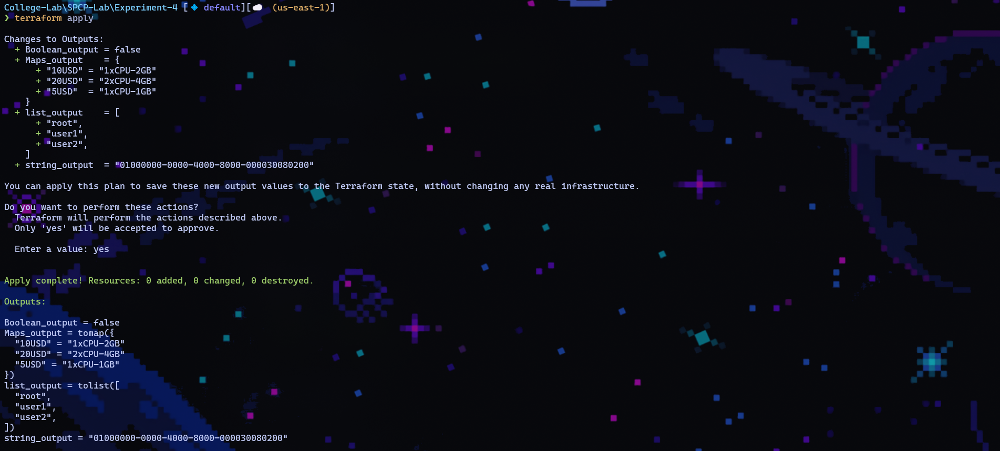 College-Lab\SPCP-Lab\Experiment-4 [ default][ (us-east-1)]
❯ terraform apply
Changes to Outputs:
  + Boolean_output = false
  + Maps_output    = {
      + "10USD" = "1xCPU-2GB"
      + "20USD" = "2xCPU-4GB"
      + "5USD"  = "1xCPU-1GB"
    }
  + list_output    = [
      + "root",
      + "user1",
      + "user2",
    ]
  + string_output  = "01000000-0000-4000-8000-000030080200"
You can apply this plan to save these new output values to the Terraform state, without changing any real infrastructure.
Do you want to perform these actions?
  Terraform will perform the actions described above.
  Only 'yes' will be accepted to approve.
  Enter a value: yes
Apply complete! Resources: 0 added, 0 changed, 0 destroyed.
Outputs:
Boolean_output = false
Maps_output = tomap({
  "10USD" = "1xCPU-2GB"
  "20USD" = "2xCPU-4GB"
  "5USD" = "1xCPU-1GB"
})
list_output = tolist([
  "root",
  "user1",
  "user2",
])
string_output = "01000000-0000-4000-8000-000030080200"